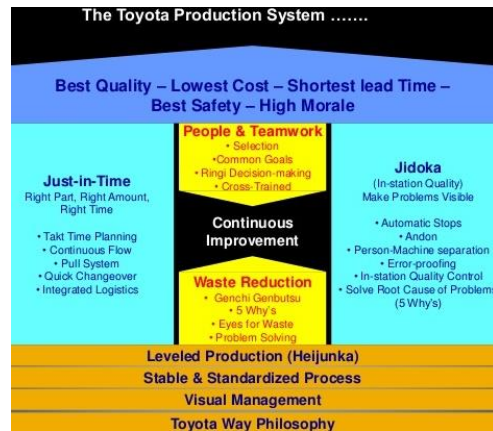 The Toyota Production System …….
Best Quality – Lowest Cost – Shortest lead Time –
Best Safety – High Morale
Just-in-Time
Right Part, Right Amount,
Right Time
• Takt Time Planning
• Continuous Flow
• Pull System
• Quick Changeover
• Integrated Logistics
People & Teamwork
• Selection
•Common Goals
• Ringi Decision-making
• Cross-Trained
Continuous
Improvement
Waste Reduction
• Genchi Genbutsu
• 5 Why's
• Eyes for Waste
• Problem Solving
Jidoka
(In-station Quality)
Make Problems Visible
• Automatic Stops
• Andon
• Person-Machine separation
• Error-proofing
• In-station Quality Control
• Solve Root Cause of Problems
(5 Why's)
Leveled Production (Heijunka)
Stable & Standardized Process
Visual Management
Toyota Way Philosophy